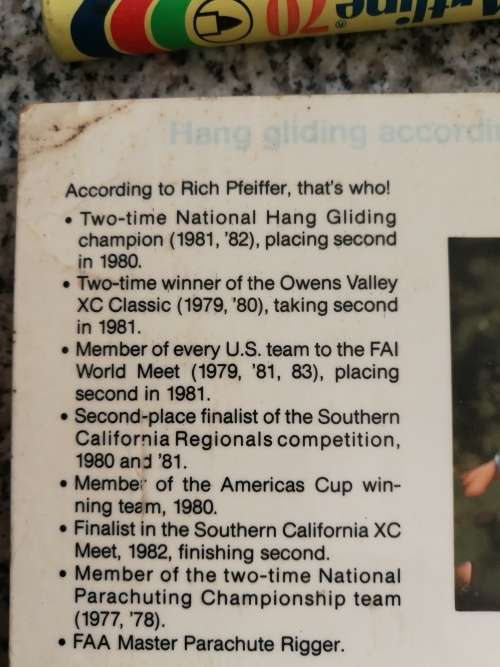 Artline 70
Hang gliding accordi
According to Rich Pfeiffer, that's who!
• Two-time National Hang Gliding
champion (1981, '82), placing second
in 1980.
• Two-time winner of the Owens Valley
XC Classic (1979, '80), taking second
in 1981.
• Member of every U.S. team to the FAI
World Meet (1979, '81, 83), placing
second in 1981.
• Second-place finalist of the Southern
California Regionals competition,
1980 and '81.
• Member of the Americas Cup win-
ning team, 1980.
• Finalist in the Southern California XC
Meet, 1982, finishing second.
• Member of the two-time National
Parachuting Championship team
(1977, '78).
• FAA Master Parachute Rigger.